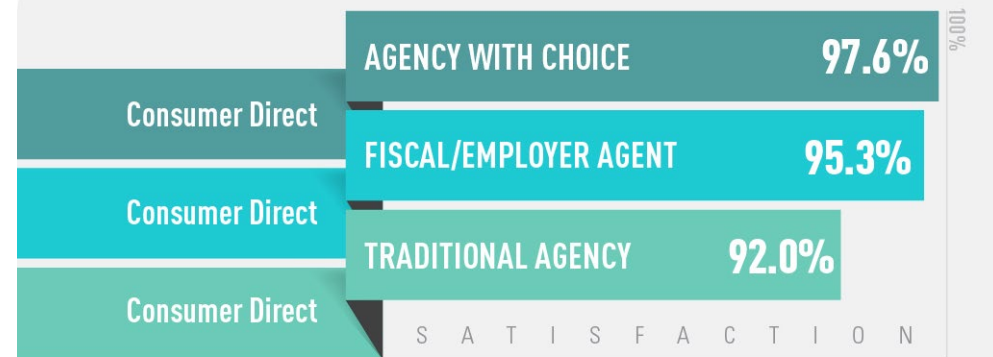 AGENCY WITH CHOICE 97.6%
100%
Consumer Direct
FISCAL/EMPLOYER AGENT 95.3%
Consumer Direct
TRADITIONAL AGENCY 92.0%
Consumer Direct
SATISFACTION